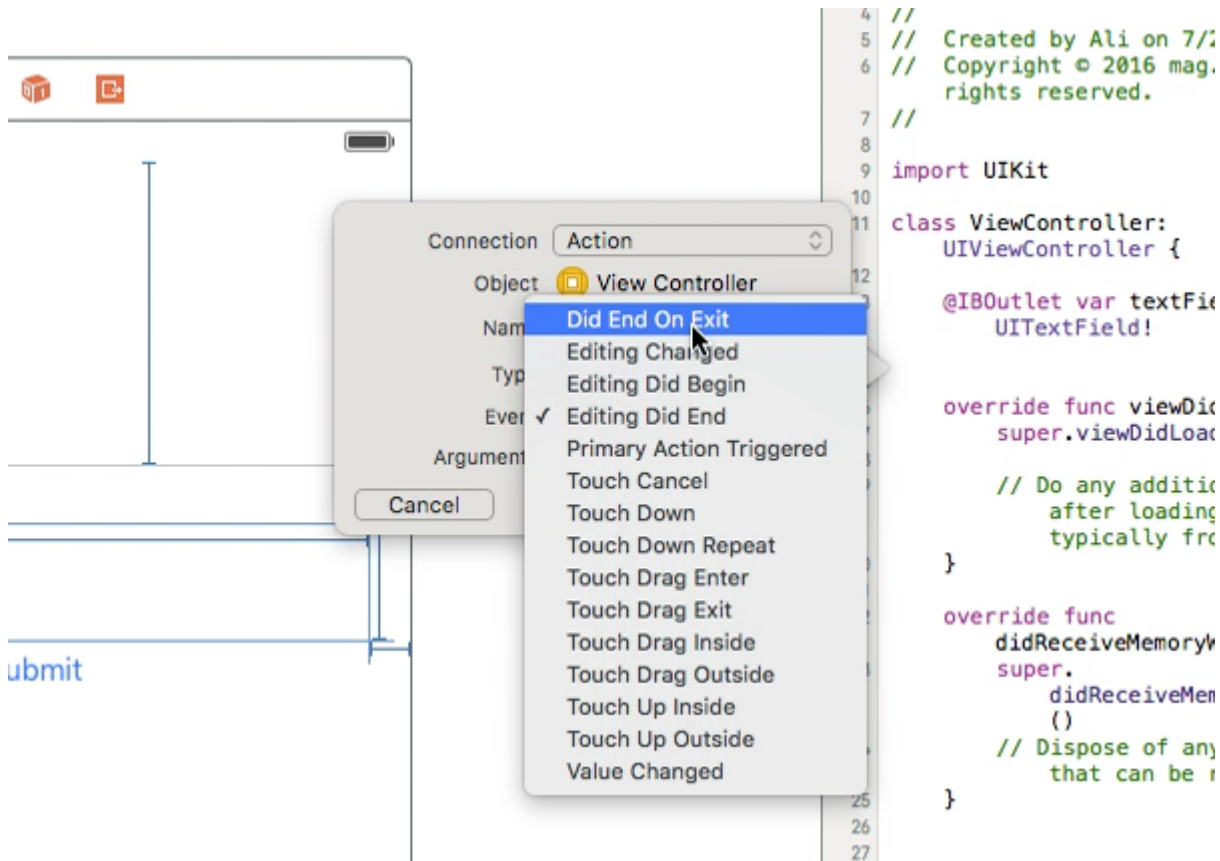 ubmit
Connection Action
Object View Controller
Nam
Typ
Even
Argument
Cancel
Did End On Exit
Editing Changed
Editing Did Begin
✓ Editing Did End
Primary Action Triggered
Touch Cancel
Touch Down
Touch Down Repeat
Touch Drag Enter
Touch Drag Exit
Touch Drag Inside
Touch Drag Outside
Touch Up Inside
Touch Up Outside
Value Changed
4 //
5 // Created by Ali on 7/2
6 // Copyright © 2016 mag.
rights reserved.
7 //
8
9 import UIKit
10
11 class ViewController:
UIViewController {
12
@IBOutlet var textFie
UITextField!
override func viewDid
super.viewDidLoad
// Do any additio
after loading
typically fro
}
override func
didReceiveMemoryW
super.
didReceiveMem
()
// Dispose of any
that can be r
25 }
26
27